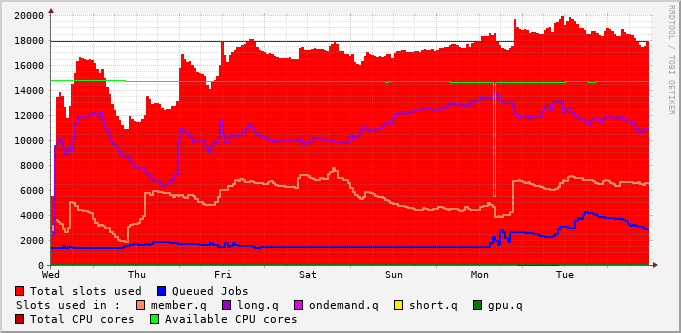 20000
18000
16000
14000
12000
10000
8000
6000
4000
2000
0
Wed Thu Fri Sat Sun Mon Tue
RRDTOOL / TOBI OETIKER
Total slots used Queued Jobs
Slots used in : member.q long.q ondemand.q short.q gpu.q
Total CPU cores Available CPU cores